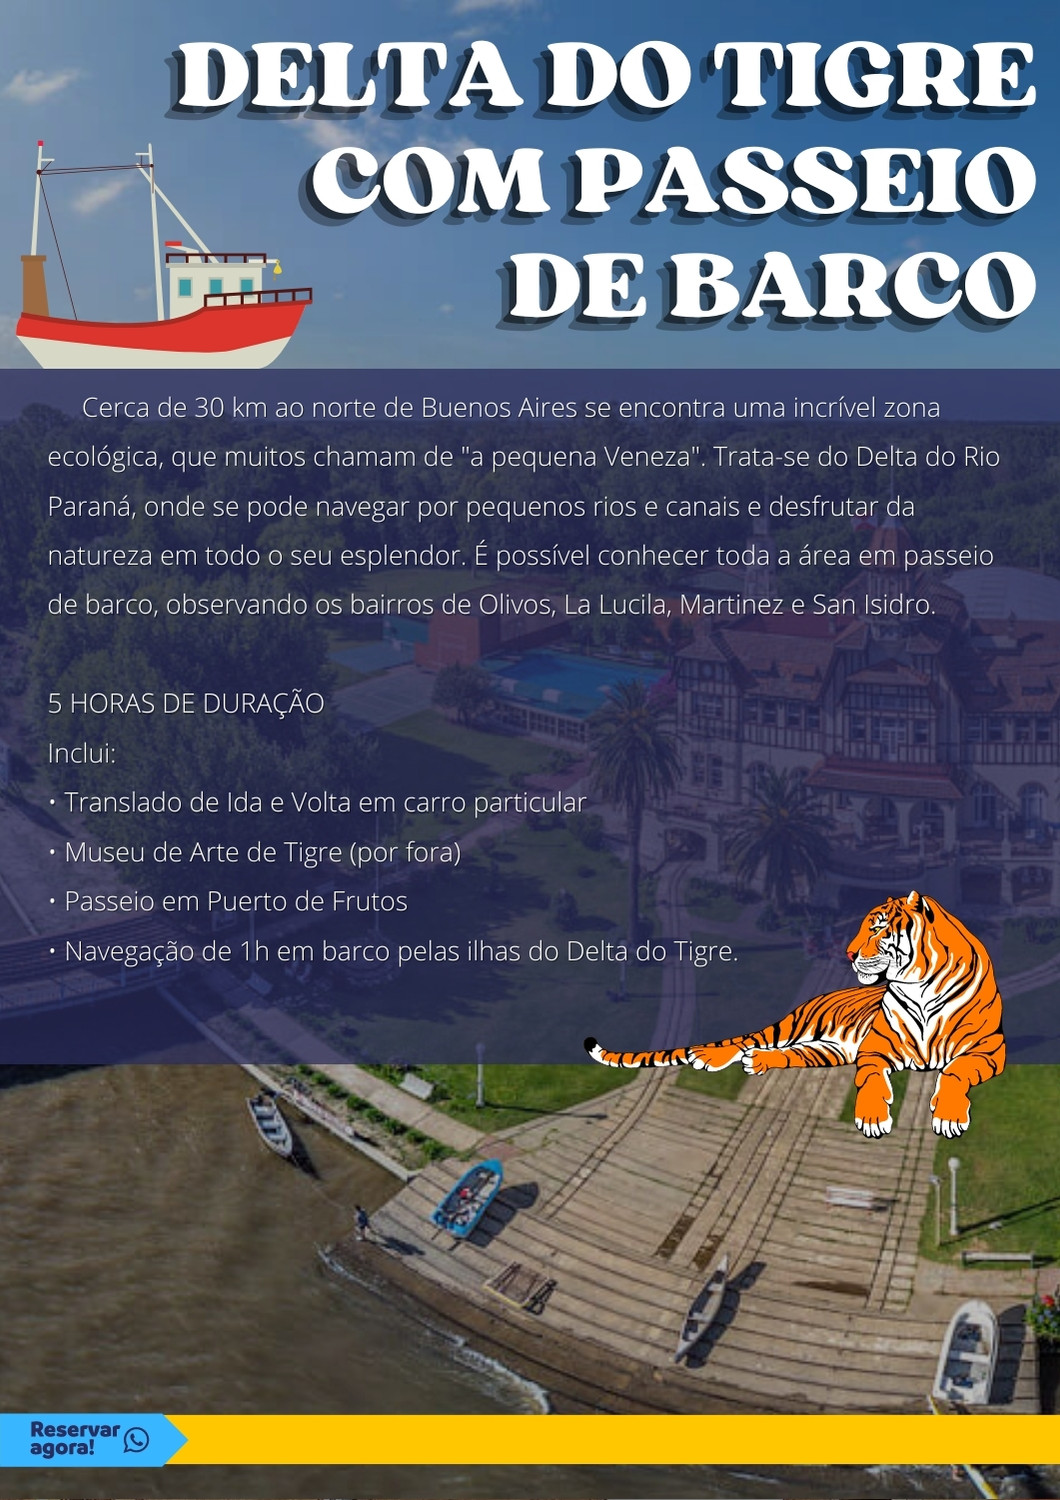 DELTA DO TIGRE
COM PASSEIO
DE BARCO
Cerca de 30 km ao norte de Buenos Aires se encontra uma incrível zona
ecológica, que muitos chamam de "a pequena Veneza". Trata-se do Delta do Rio
Paraná, onde se pode navegar por pequenos rios e canais e desfrutar da
natureza em todo o seu esplendor. É possível conhecer toda a área em passeio
de barco, observando os bairros de Olivos, La Lucila, Martinez e San Isidro.
5 HORAS DE DURAÇÃO
Inclui:
• Translado de Ida e Volta em carro particular
• Museu de Arte de Tigre (por fora)
• Passeio em Puerto de Frutos
• Navegação de 1h em barco pelas ilhas do Delta do Tigre.
Reservar
agora!